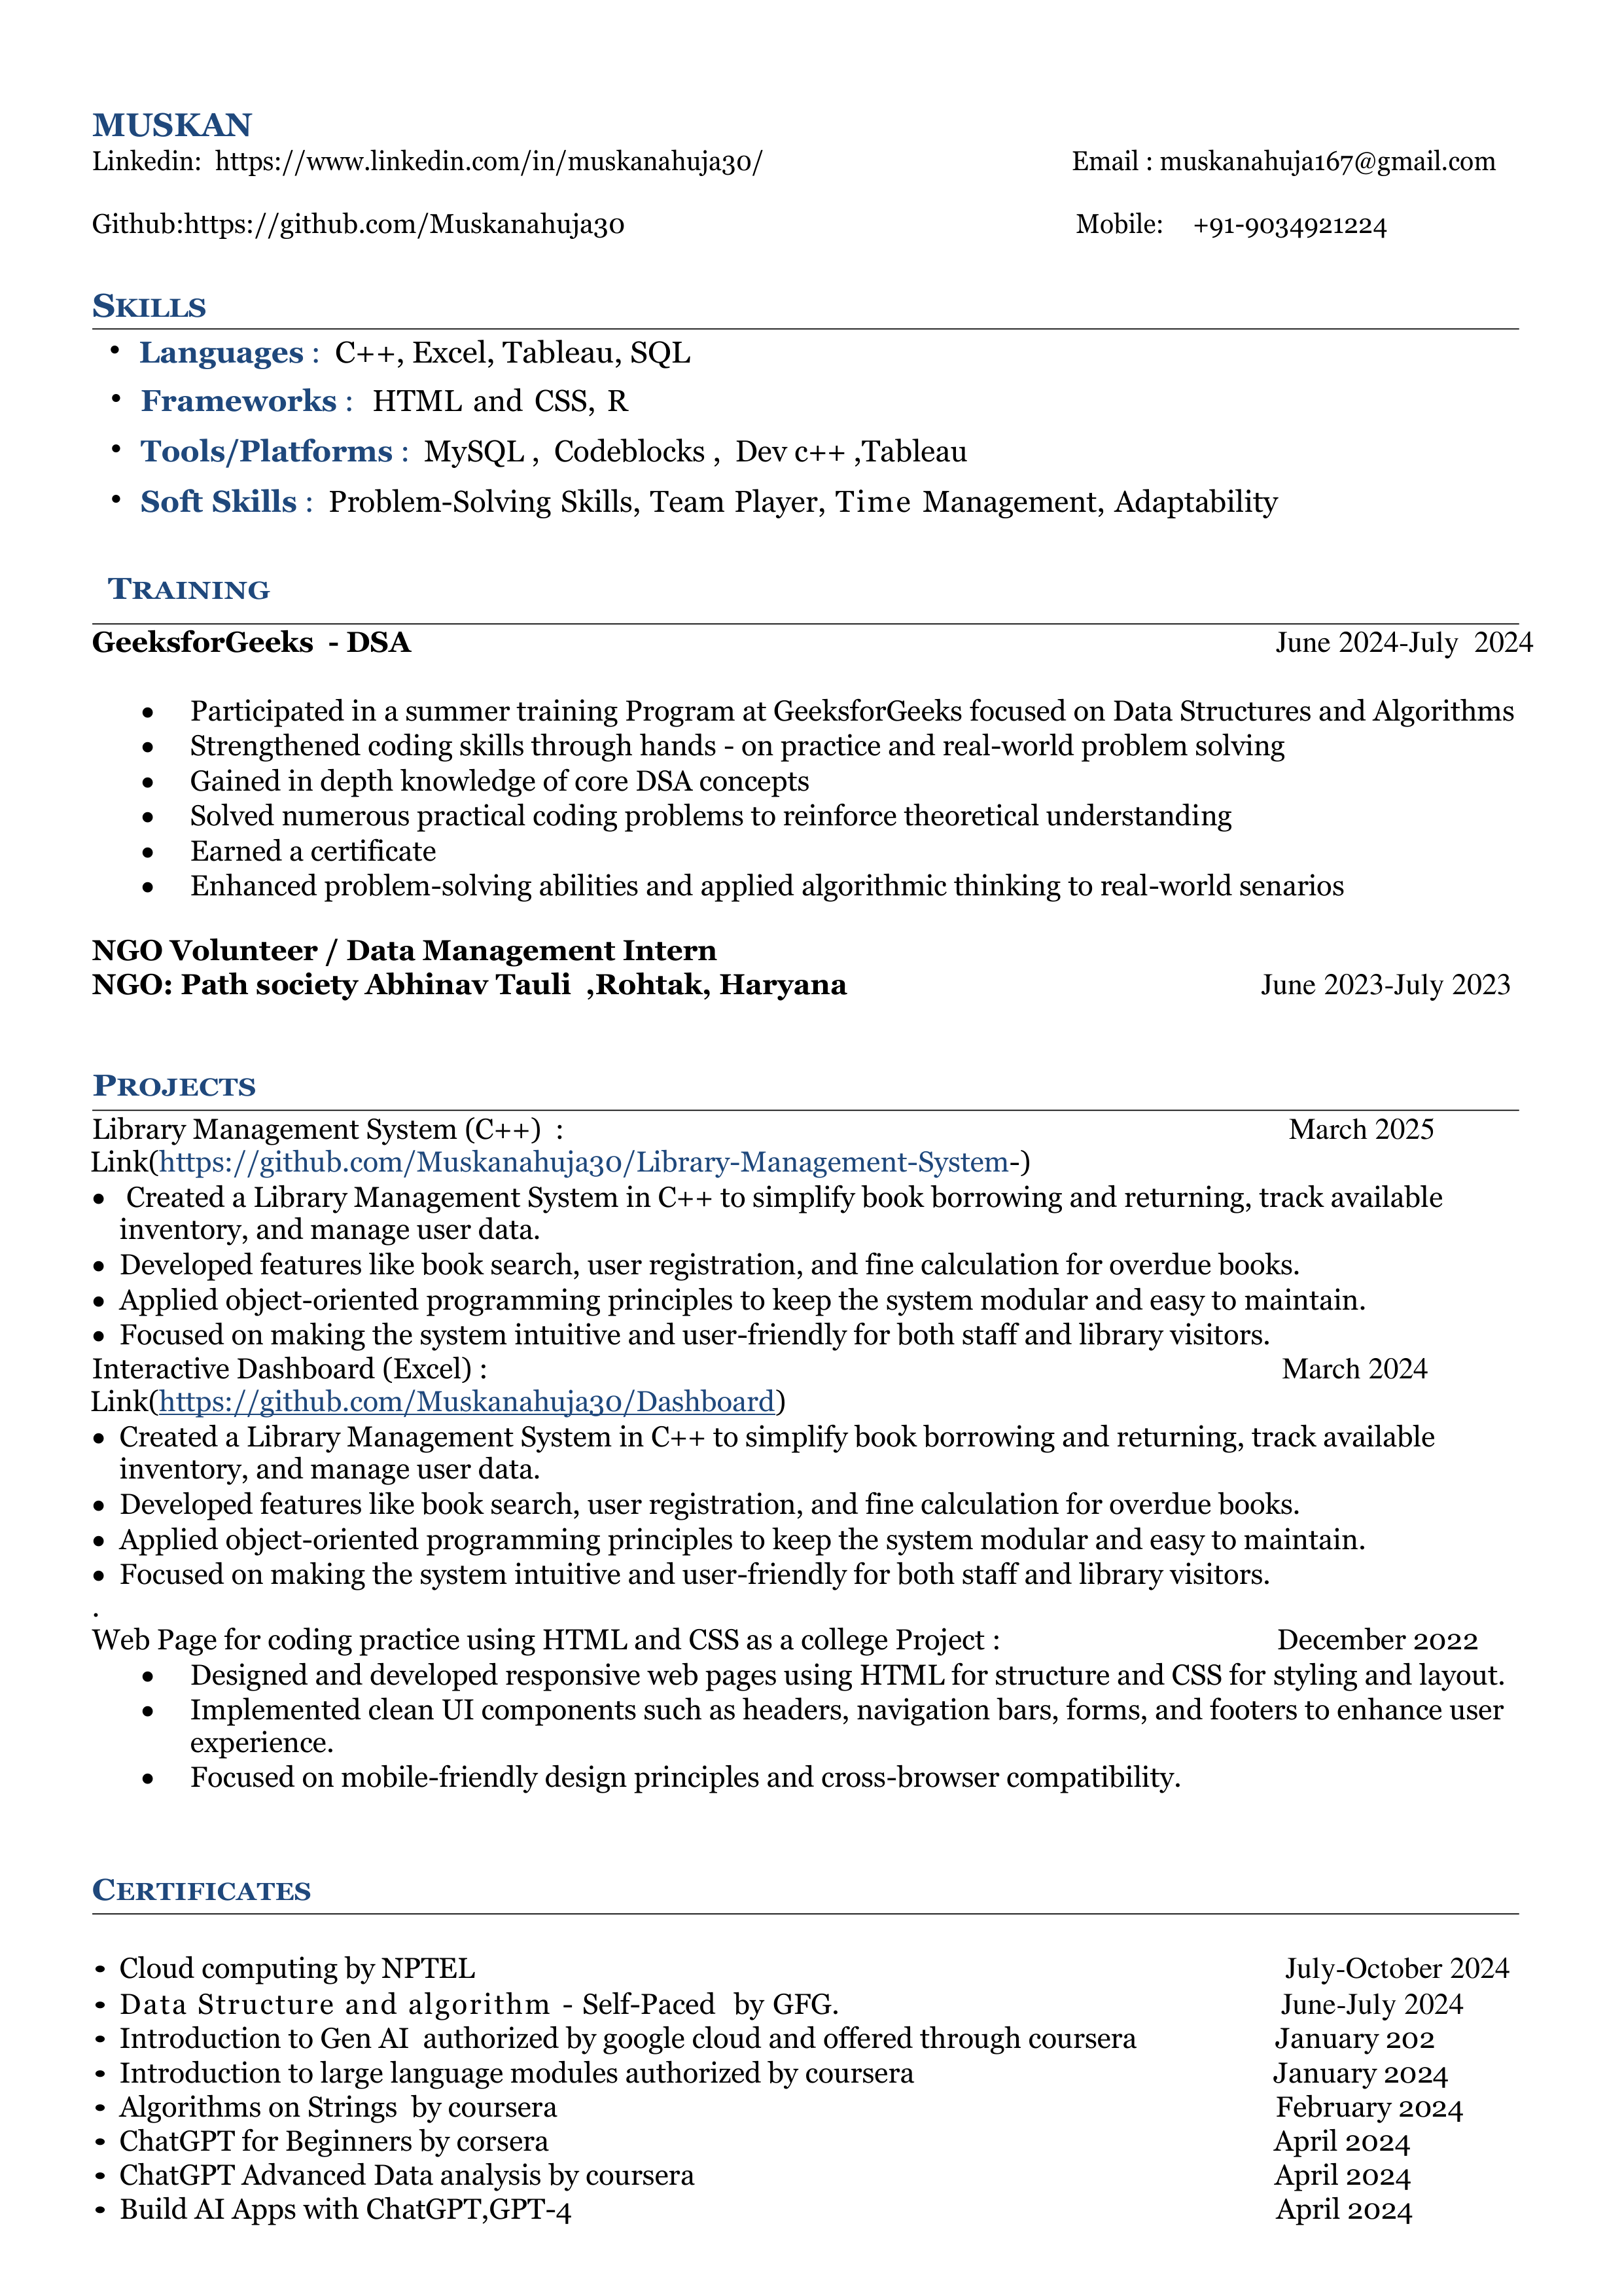 MUSKAN
Linkedin: https://www.linkedin.com/in/muskanahuja30/ Email : muskanahuja167@gmail.com
Github:https://github.com/Muskanahuja30 Mobile: +91-9034921224
SKILLS
• Languages : C++, Excel, Tableau, SQL
• Frameworks : HTML and CSS, R
• Tools/Platforms : MySQL , Codeblocks , Dev c++ ,Tableau
• Soft Skills : Problem-Solving Skills, Team Player, Time Management, Adaptability
TRAINING
GeeksforGeeks - DSA June 2024-July 2024
• Participated in a summer training Program at GeeksforGeeks focused on Data Structures and Algorithms
• Strengthened coding skills through hands - on practice and real-world problem solving
• Gained in depth knowledge of core DSA concepts
• Solved numerous practical coding problems to reinforce theoretical understanding
• Earned a certificate
• Enhanced problem-solving abilities and applied algorithmic thinking to real-world senarios
NGO Volunteer / Data Management Intern
NGO: Path society Abhinav Tauli ,Rohtak, Haryana June 2023-July 2023
PROJECTS
Library Management System (C++) : March 2025
Link(https://github.com/Muskanahuja30/Library-Management-System-)
• Created a Library Management System in C++ to simplify book borrowing and returning, track available
inventory, and manage user data.
• Developed features like book search, user registration, and fine calculation for overdue books.
• Applied object-oriented programming principles to keep the system modular and easy to maintain.
• Focused on making the system intuitive and user-friendly for both staff and library visitors.
Interactive Dashboard (Excel) : March 2024
Link(https://github.com/Muskanahuja30/Dashboard)
• Created a Library Management System in C++ to simplify book borrowing and returning, track available
inventory, and manage user data.
• Developed features like book search, user registration, and fine calculation for overdue books.
• Applied object-oriented programming principles to keep the system modular and easy to maintain.
• Focused on making the system intuitive and user-friendly for both staff and library visitors.
.
Web Page for coding practice using HTML and CSS as a college Project : December 2022
• Designed and developed responsive web pages using HTML for structure and CSS for styling and layout.
• Implemented clean UI components such as headers, navigation bars, forms, and footers to enhance user
experience.
• Focused on mobile-friendly design principles and cross-browser compatibility.
CERTIFICATES
• Cloud computing by NPTEL July-October 2024
• Data Structure and algorithm - Self-Paced by GFG. June-July 2024
• Introduction to Gen AI authorized by google cloud and offered through coursera January 202
• Introduction to large language modules authorized by coursera January 2024
• Algorithms on Strings by coursera February 2024
• ChatGPT for Beginners by corsera April 2024
• ChatGPT Advanced Data analysis by coursera April 2024
• Build AI Apps with ChatGPT,GPT-4 April 2024